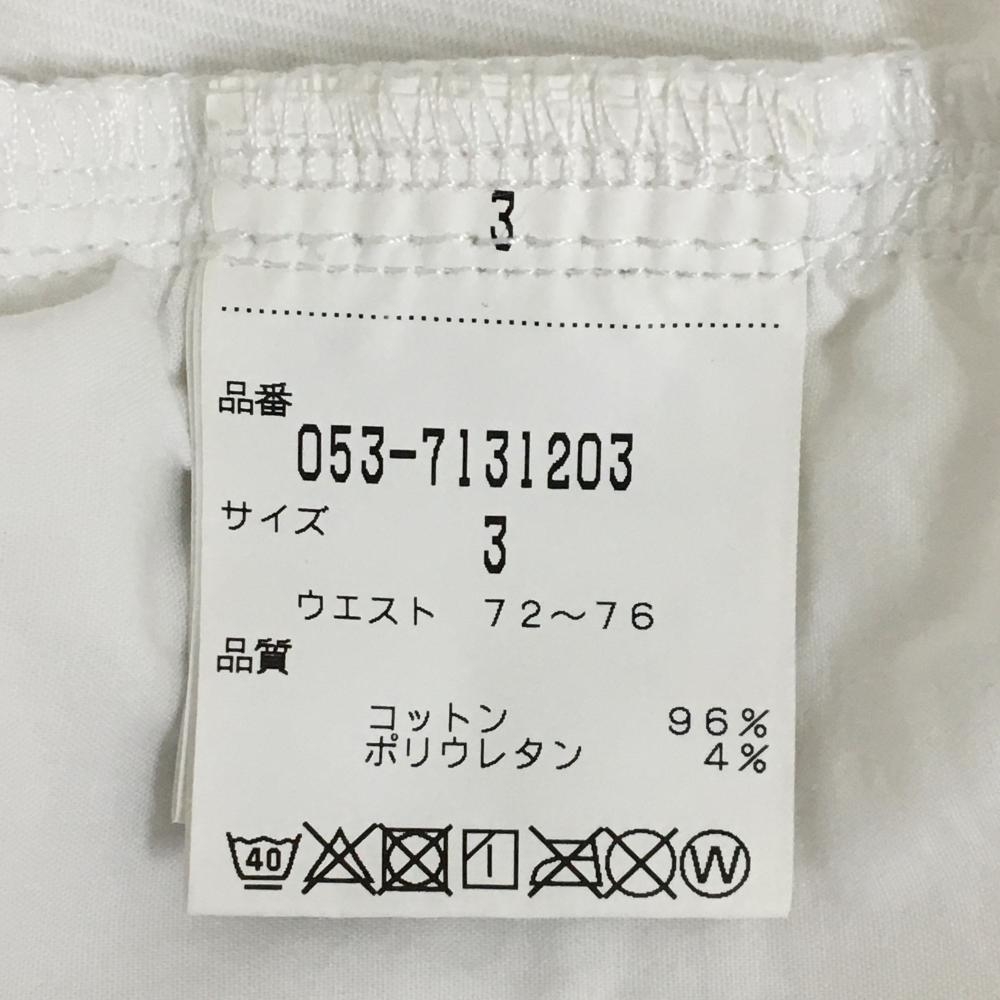 3
品番
053-7131203
サイズ
3
ウエスト 72〜76
品質
コットン 96%
ポリウレタン 4%
40 W